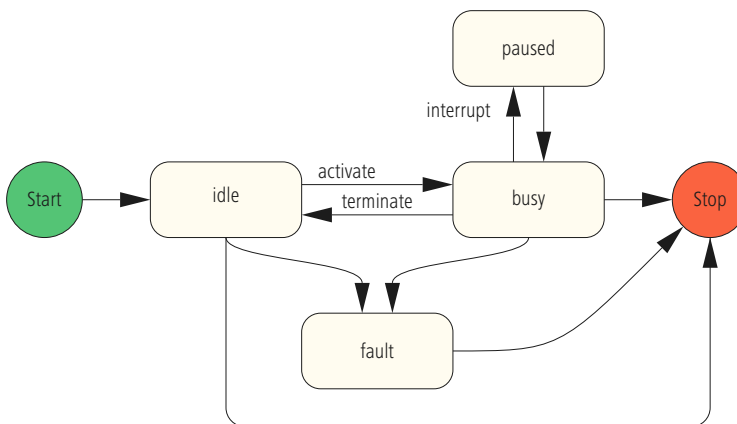 paused
interrupt
activate
Start
idle
terminate
busy
Stop
fault